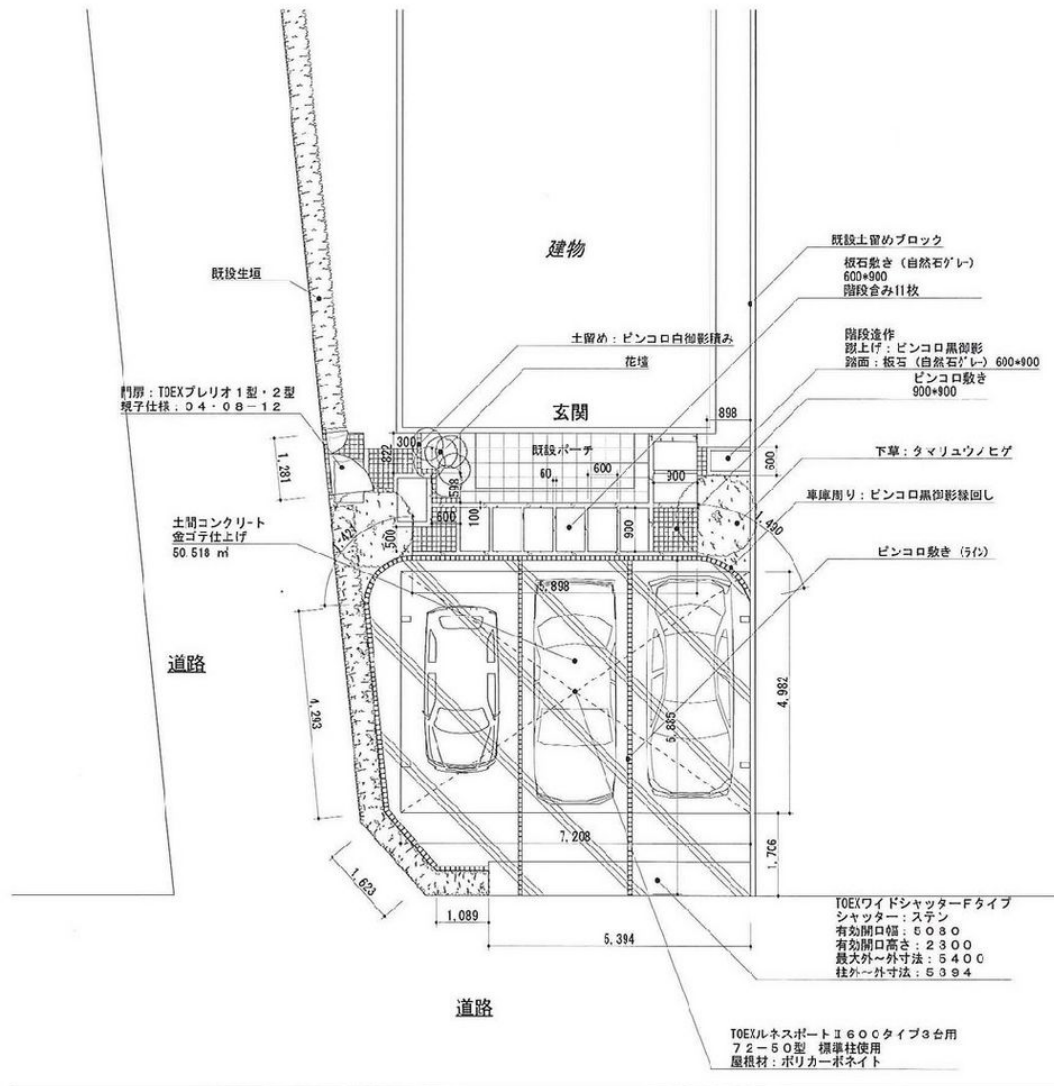 建物
既設土留めブロック
板石敷き（自然石グレー）
600*900
階段含み11枚
既設生垣
土留め：ピンコロ白御影積み
花壇
階段造作
蹴上げ：ピンコロ黒御影
踏面：板石（自然石グレー）600*900
ピンコロ敷き
900*900
門扉：TOEXプレリオ１型・２型
親子仕様：０４・０８－１２
玄関
898
300
822
既設ポーチ
600
60
900
600
下草：タマリュウノヒゲ
1,281
598
車庫周り：ピンコロ黒御影縁回し
600
100
900
1,490
土間コンクリート
金ゴテ仕上げ
50.518 ㎡
500
ピンコロ敷き（ライン）
5,898
道路
4,293
4,982
5,885
7,208
1,706
1,623
1,089
5,394
TOEXワイドシャッターＦタイプ
シャッター：ステン
有効開口幅：５０８０
有効開口高さ：２３００
最大外～外寸法：５４００
柱外～外寸法：５３９４
道路
TOEXルネスポートⅡ６００タイプ３台用
７２－５０型　標準柱使用
屋根材：ポリカーボネイト